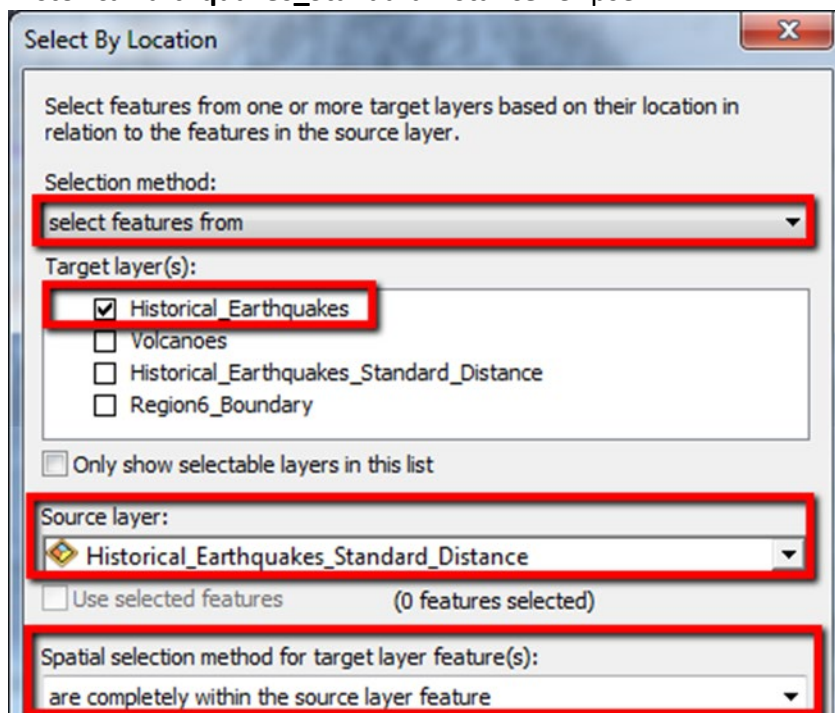 Select By Location
Select features from one or more target layers based on their location in
relation to the features in the source layer.
Selection method:
select features from
Target layer(s):
Historical_Earthquakes
Volcanoes
Historical_Earthquakes_Standard_Distance
Region6_Boundary
Only show selectable layers in this list
Source layer:
Historical_Earthquakes_Standard_Distance
Use selected features (0 features selected)
Spatial selection method for target layer feature(s):
are completely within the source layer feature